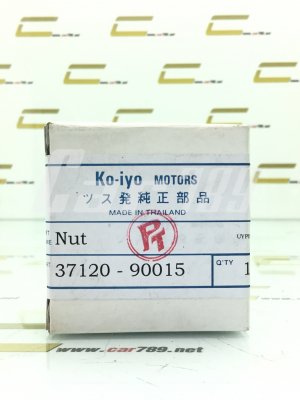 Ko-iyo MOTORS
ツス発純正部品
MADE IN THAILAND
PT
Nut
37120 - 90015
Q'TY 1
www.car789.net